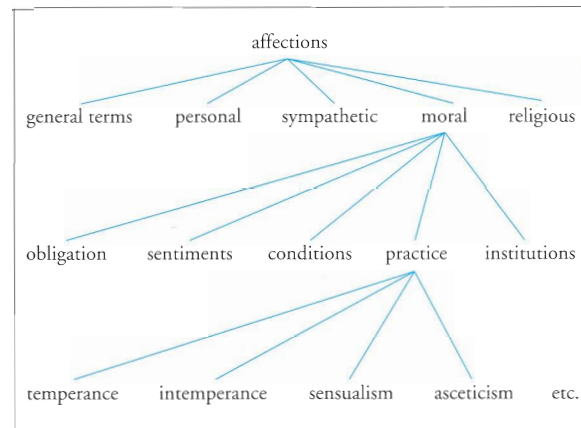 affections
general terms personal sympathetic moral religious
obligation sentiments conditions practice institutions
temperance intemperance sensualism asceticism etc.